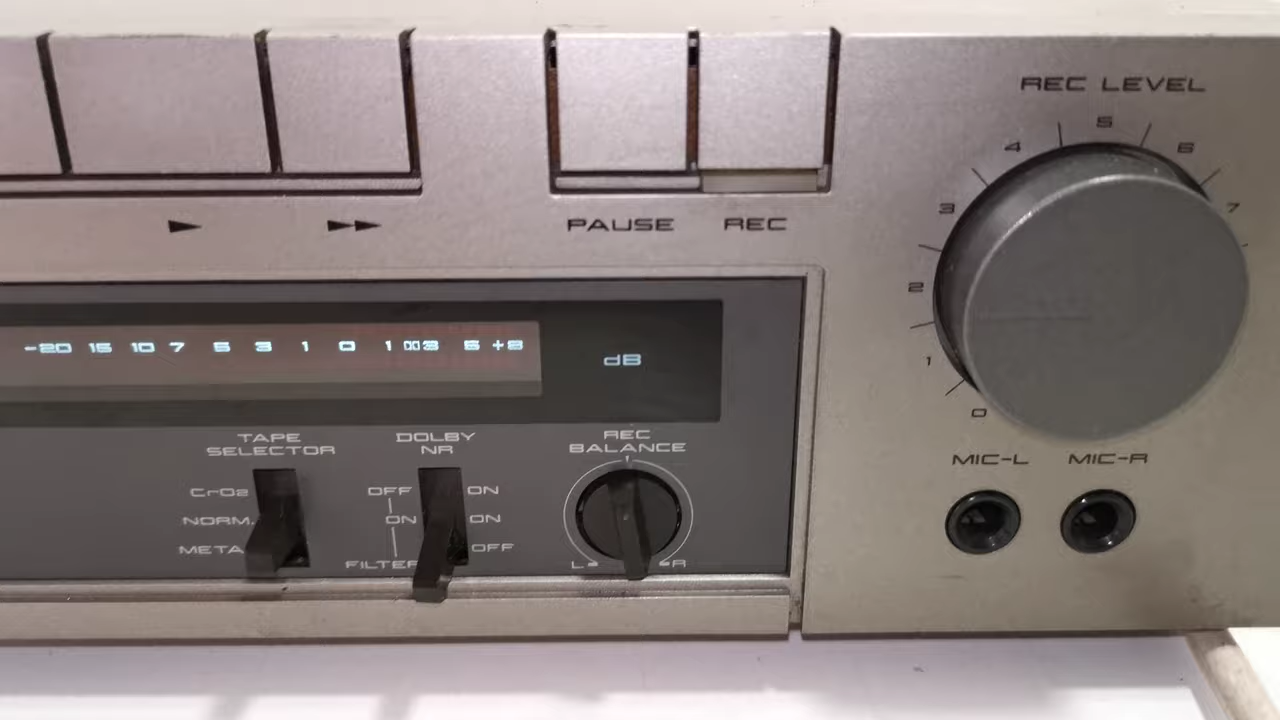 REC LEVEL
0 1 2 3 4 5 6 7
PAUSE REC
-20 15 10 7 5 3 1 0 1 3 5 +8
dB
TAPE
SELECTOR
CrO2
NORM.
META
DOLBY
NR
OFF ON
ON ON
OFF
FILTER
REC
BALANCE
L R
MIC-L MIC-R